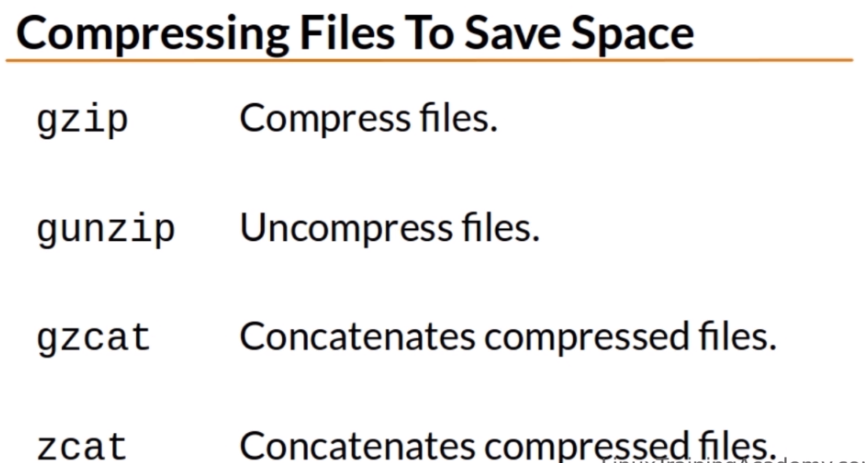 Compressing Files To Save Space
gzip Compress files.
gunzip Uncompress files.
gzcat Concatenates compressed files.
zcat Concatenates compressed files.